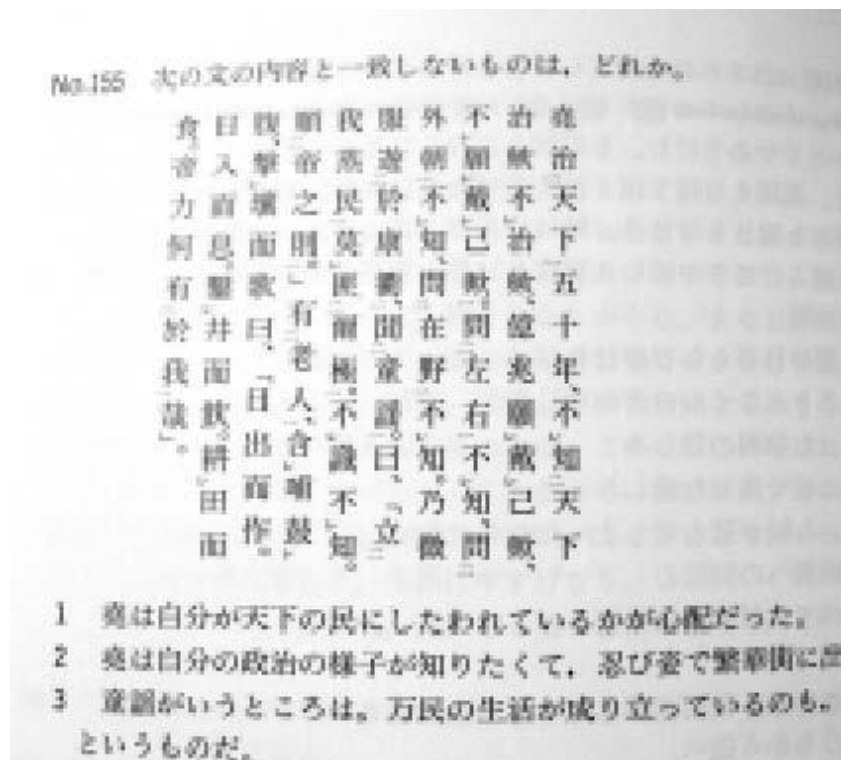 No.155 次の文の内容と一致しないものは，どれか。
堯治天下五十年、不知天下
治歟不治歟、億兆願戴己歟、
不願戴己歟。問左右不知、問
外朝不知、問在野不知。乃微
服遊於康衢、聞童謡。曰、「立
我烝民莫匪爾極。不識不知。
順帝之則。」有老人、含哺鼓
腹、撃壌而歌曰、「日出而作。
日入而息。鑿井而飲。耕田而
食。帝力何有於我哉」。
1 堯は自分が天下の民にしたわれているかが心配だった。
2 堯は自分の政治の様子が知りたくて，忍び姿で繁華街に出
3 童謡がいうところは。万民の生活が成り立っているのも，
というものだ。